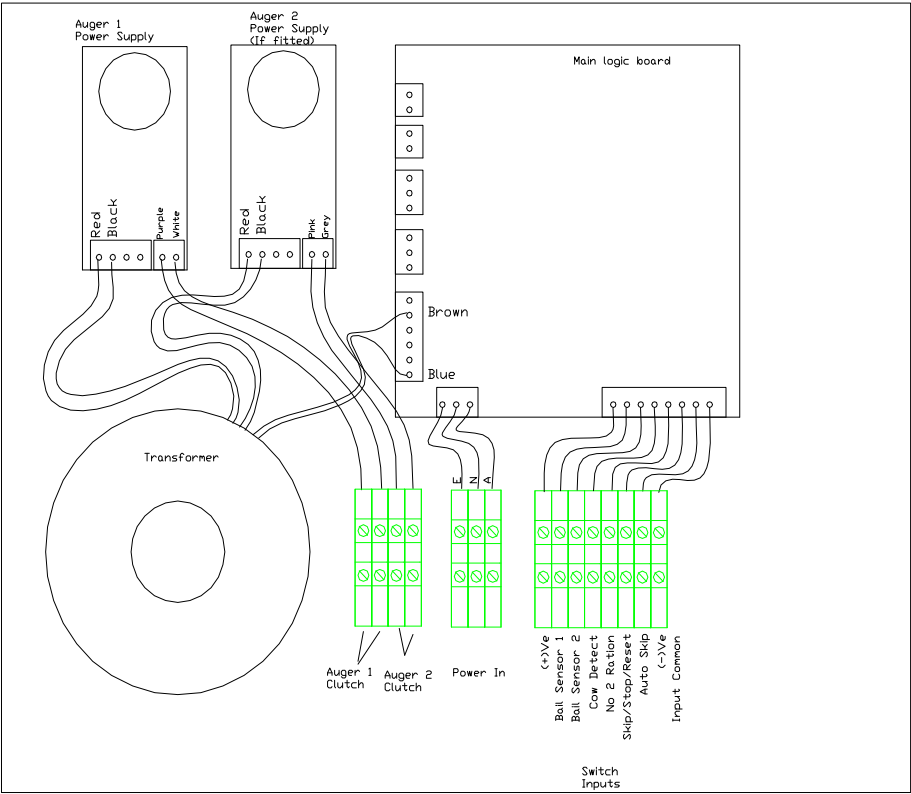 Auger 1
Power Supply
Auger 2
Power Supply
(If fitted)
Main logic board
Red
Black
Purple
White
Red
Black
Pink
Grey
Brown
Blue
Transformer
E
N
A
Auger 1
Clutch
Auger 2
Clutch
Power In
(+)Ve
Bail Sensor 1
Bail Sensor 2
Cow Detect
No 2 Ration
Skip/Stop/Reset
Auto Skip
(-)Ve
Input Common
Switch
Inputs